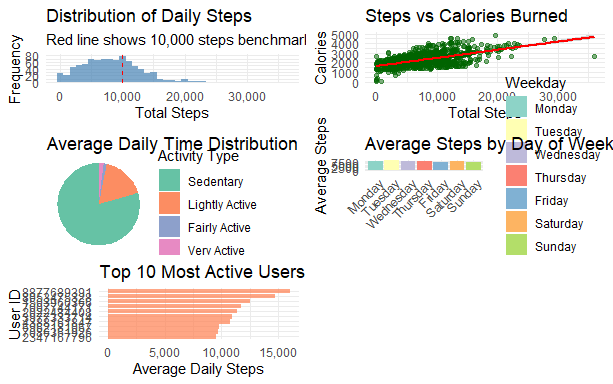 Distribution of Daily Steps
Red line shows 10,000 steps benchmarl
Frequency
80
0
0
10,000
20,000
30,000
Total Steps
Steps vs Calories Burned
Calories
5000
4000
3000
2000
1000
0
0
10,000
20,000
30,000
Total Steps
Average Daily Time Distribution
Activity Type
Sedentary
Lightly Active
Fairly Active
Very Active
Average Steps by Day of Week
Average Steps
7500
0
Monday
Tuesday
Wednesday
Thursday
Friday
Saturday
Sunday
Weekday
Monday
Tuesday
Wednesday
Thursday
Friday
Saturday
Sunday
Top 10 Most Active Users
User ID
8877689391
2347167796
0
5,000
10,000
15,000
Average Daily Steps